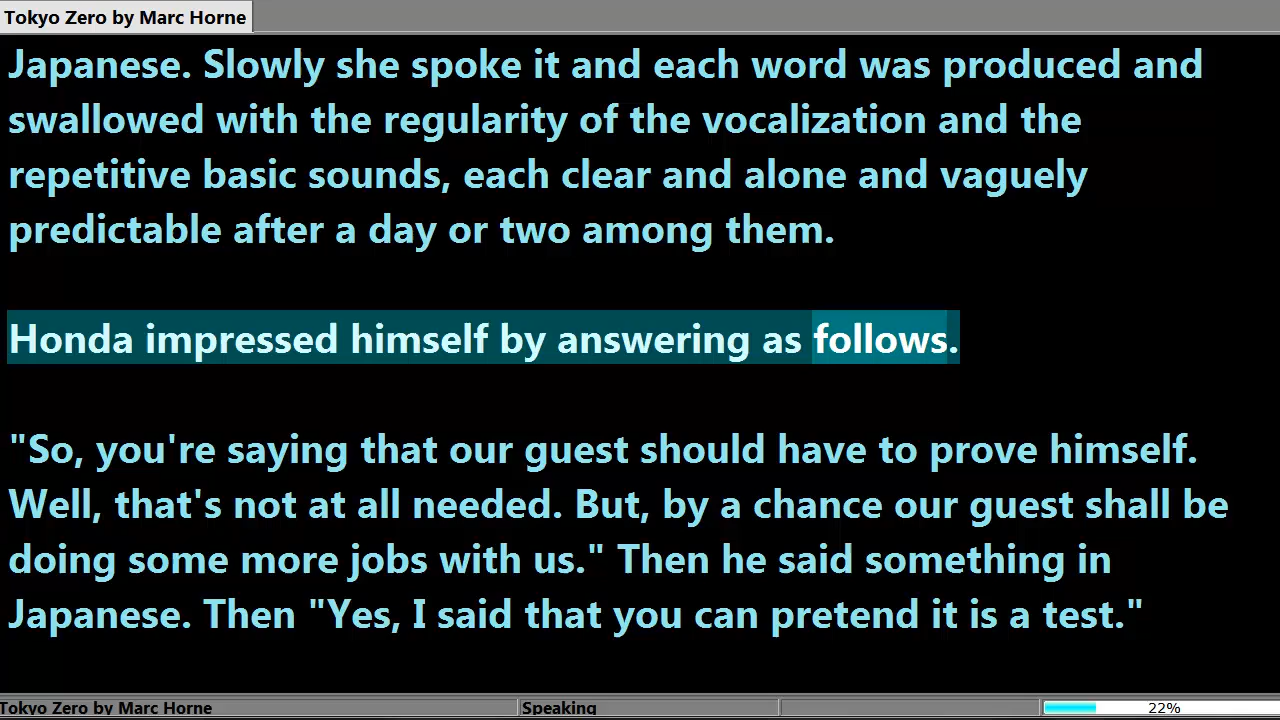 Tokyo Zero by Marc Horne
Japanese. Slowly she spoke it and each word was produced and
swallowed with the regularity of the vocalization and the
repetitive basic sounds, each clear and alone and vaguely
predictable after a day or two among them.
Honda impressed himself by answering as follows.
"So, you're saying that our guest should have to prove himself.
Well, that's not at all needed. But, by a chance our guest shall be
doing some more jobs with us." Then he said something in
Japanese. Then "Yes, I said that you can pretend it is a test."
Tokyo Zero by Marc Horne Speaking 22%